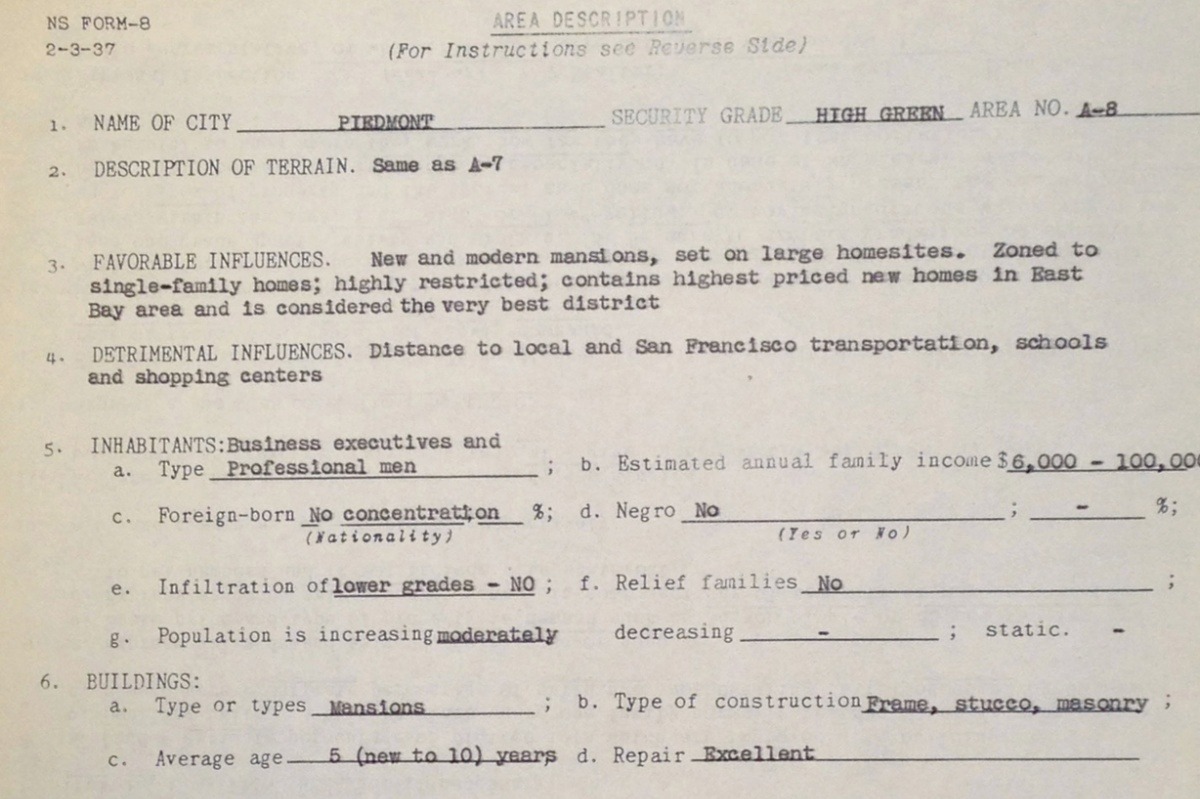 NS FORM-8 AREA DESCRIPTION
2-3-37 (For Instructions see Reverse Side)
1. NAME OF CITY PIEDMONT SECURITY GRADE HIGH GREEN AREA NO. A-8
2. DESCRIPTION OF TERRAIN. Same as A-7
3. FAVORABLE INFLUENCES. New and modern mansions, set on large homesites. Zoned to
single-family homes; highly restricted; contains highest priced new homes in East
Bay area and is considered the very best district
4. DETRIMENTAL INFLUENCES. Distance to local and San Francisco transportation, schools
and shopping centers
5. INHABITANTS: Business executives and
a. Type Professional men ; b. Estimated annual family income $6,000 - 100,000
c. Foreign-born No concentration %; d. Negro No ; - %;
(Nationality) (Yes or No)
e. Infiltration of lower grades - NO ; f. Relief families No ;
g. Population is increasing moderately decreasing - ; static. -
6. BUILDINGS:
a. Type or types Mansions ; b. Type of construction Frame, stucco, masonry ;
c. Average age 5 (new to 10) years d. Repair Excellent